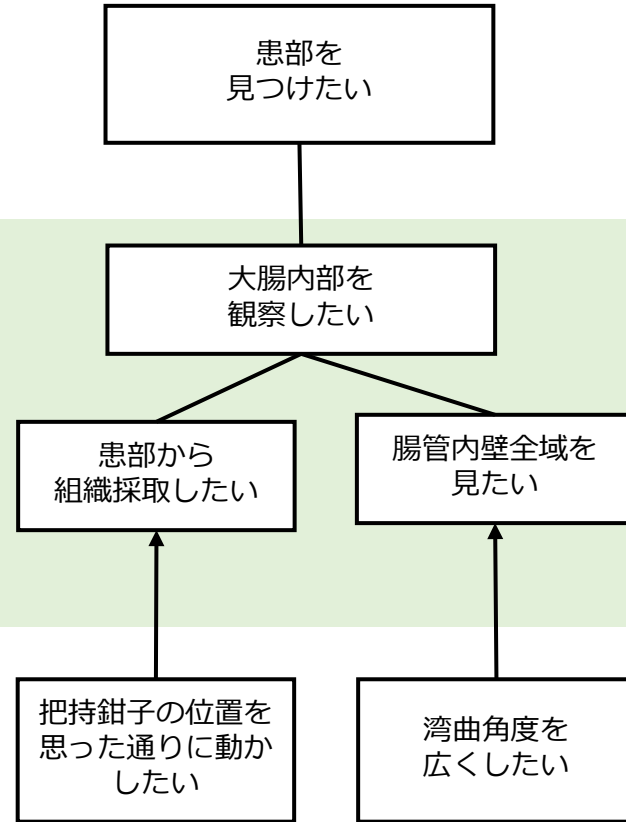 患部を
見つけたい
大腸内部を
観察したい
患部から
組織採取したい
腸管内壁全域を
見たい
把持鉗子の位置を
思った通りに動か
したい
湾曲角度を
広くしたい